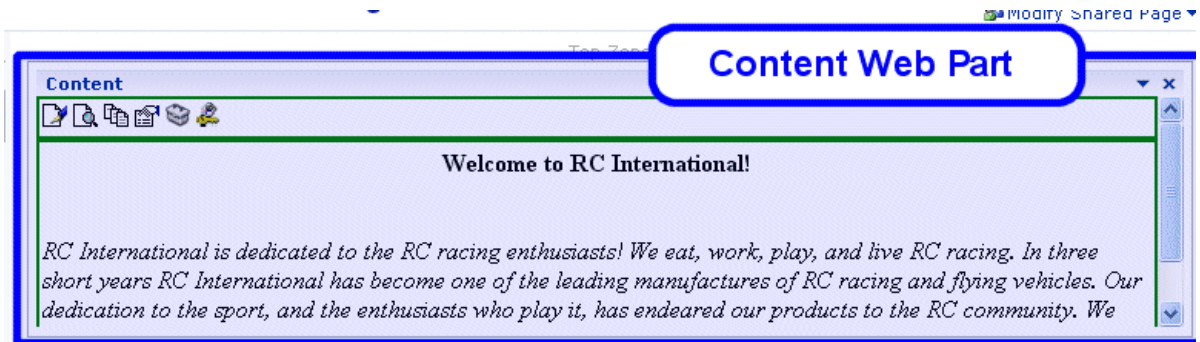 Modify Shared Page
Top Zone
Content Web Part
Content
Welcome to RC International!
RC International is dedicated to the RC racing enthusiasts! We eat, work, play, and live RC racing. In three
short years RC International has become one of the leading manufactures of RC racing and flying vehicles. Our
dedication to the sport, and the enthusiasts who play it, has endeared our products to the RC community. We